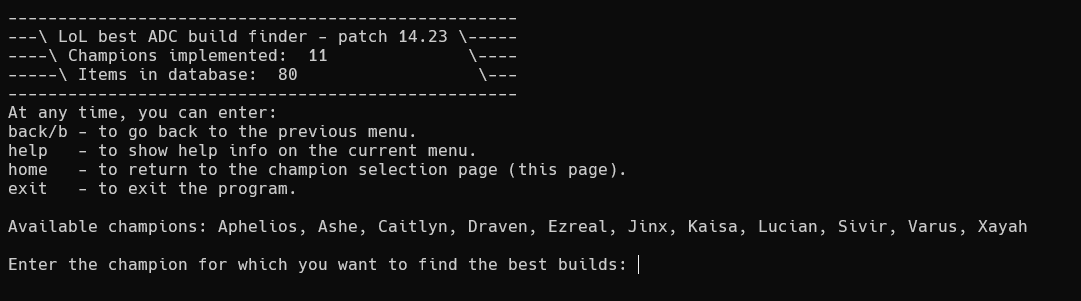 ---------------------------------------------------
---\ LoL best ADC build finder - patch 14.23 \-----
----\ Champions implemented:  11              \----
-----\ Items in database:  80                  \---
---------------------------------------------------
At any time, you can enter:
back/b - to go back to the previous menu.
help   - to show help info on the current menu.
home   - to return to the champion selection page (this page).
exit   - to exit the program.

Available champions: Aphelios, Ashe, Caitlyn, Draven, Ezreal, Jinx, Kaisa, Lucian, Sivir, Varus, Xayah

Enter the champion for which you want to find the best builds: